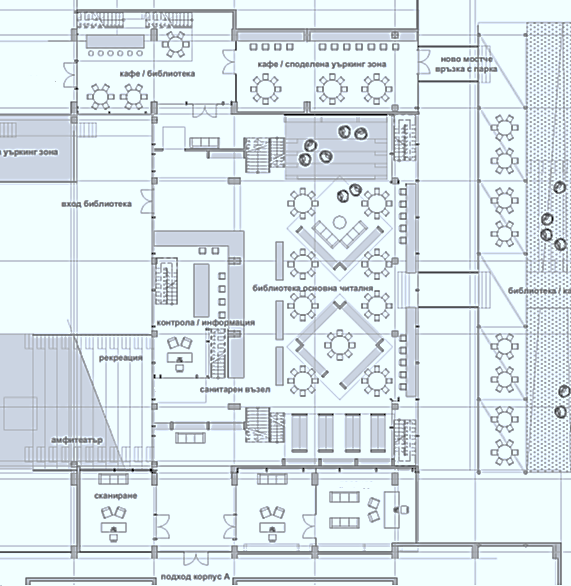 кафе / библиотека
кафе / споделена уъркинг зона
ново мостче
връзка с парка
уъркинг зона
вход библиотека
библиотека,основна читалня
библиотека / ка
контрола / информация
рекреация
санитарен възел
амфитеатър
сканиране
подход корпус А